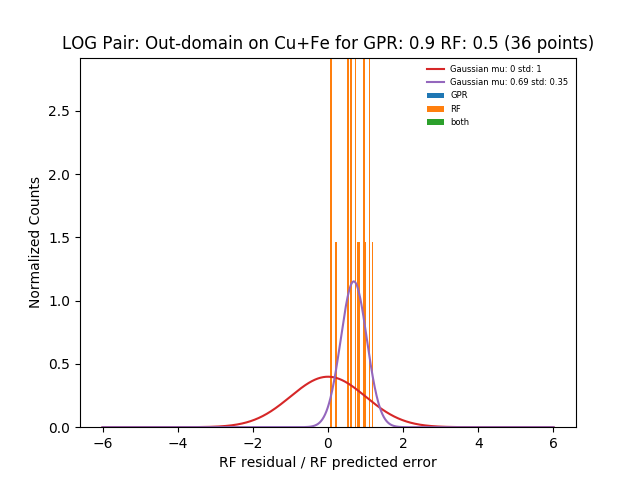 LOG Pair: Out-domain on Cu+Fe for GPR: 0.9 RF: 0.5 (36 points)
Gaussian mu: 0 std: 1
Gaussian mu: 0.69 std: 0.35
GPR
RF
both
Normalized Counts
2.5
2.0
1.5
1.0
0.5
0.0
−6 −4 −2 0 2 4 6
RF residual / RF predicted error